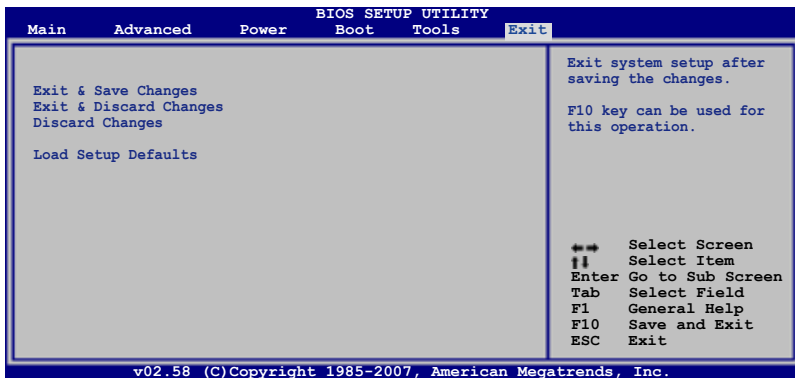 BIOS SETUP UTILITY
Main Advanced Power Boot Tools Exit
Exit & Save Changes
Exit & Discard Changes
Discard Changes
Load Setup Defaults
Exit system setup after
saving the changes.
F10 key can be used for
this operation.
←→ Select Screen
↑↓ Select Item
Enter Go to Sub Screen
Tab Select Field
F1 General Help
F10 Save and Exit
ESC Exit
v02.58 (C)Copyright 1985-2007, American Megatrends, Inc.